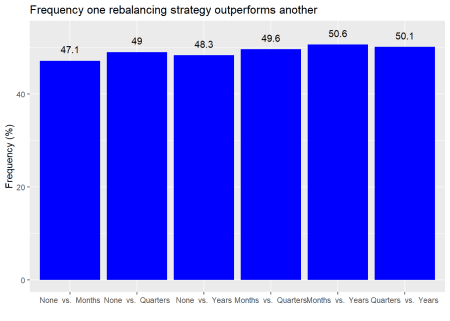 Frequency one rebalancing strategy outperforms another
47.1
49
48.3
49.6
50.6
50.1
Frequency (%)
40
20
0
None vs. Months
None vs. Quarters
None vs. Years
Months vs. Quarters
Months vs. Years
Quarters vs. Years